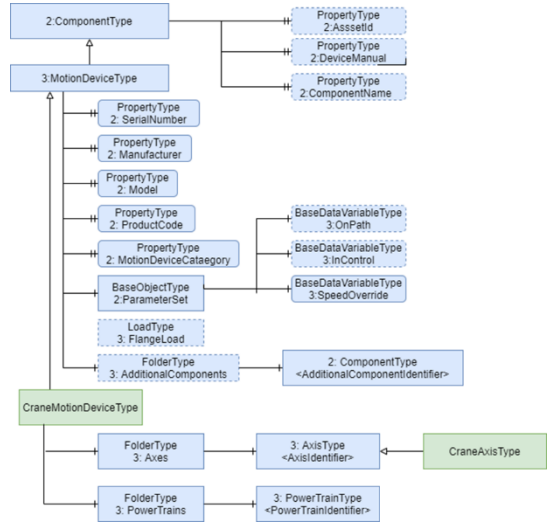 2:ComponentType
PropertyType
2:AsssetId
PropertyType
2:DeviceManual
PropertyType
2:ComponentName
3:MotionDeviceType
PropertyType
2: SerialNumber
PropertyType
2: Manufacturer
PropertyType
2: Model
PropertyType
2: ProductCode
PropertyType
2: MotionDeviceCataegory
BaseObjectType
2:ParameterSet
BaseDataVariableType
3:OnPath
BaseDataVariableType
3:InControl
BaseDataVariableType
3:SpeedOverride
LoadType
3: FlangeLoad
FolderType
3: AdditionalComponents
2: ComponentType
<AdditionalComponentIdentifier>
CraneMotionDeviceType
FolderType
3: Axes
3: AxisType
<AxisIdentifier>
CraneAxisType
FolderType
3: PowerTrains
3: PowerTrainType
<PowerTrainIdentifier>